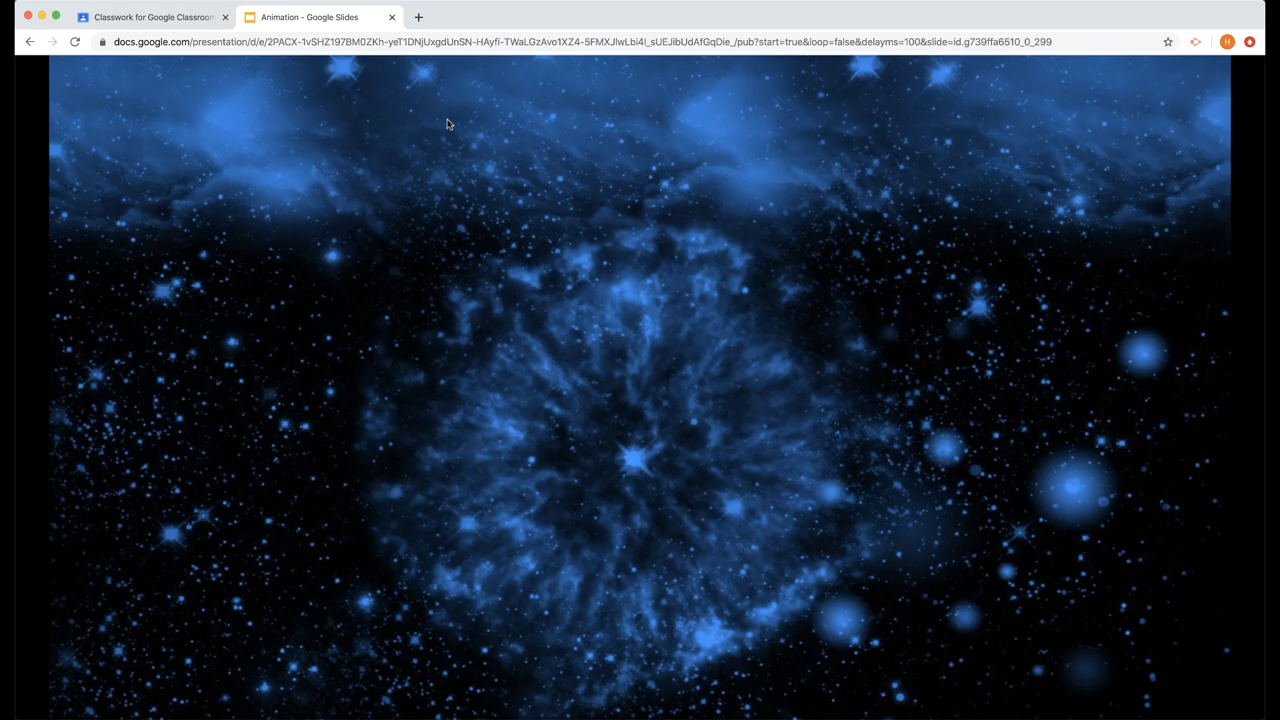 Classwork for Google Classroom
Animation - Google Slides
docs.google.com/presentation/d/e/2PACX-1vSHZ197BM0ZKh-yeT1DNjUxgdUnSN-HAyfi-TWaLGzAvo1XZ4-5FMXJlwLbi4I_sUEJibUdAfGqDie_/pub?start=true&loop=false&delayms=100&slide=id.g739ffa6510_0_299
H